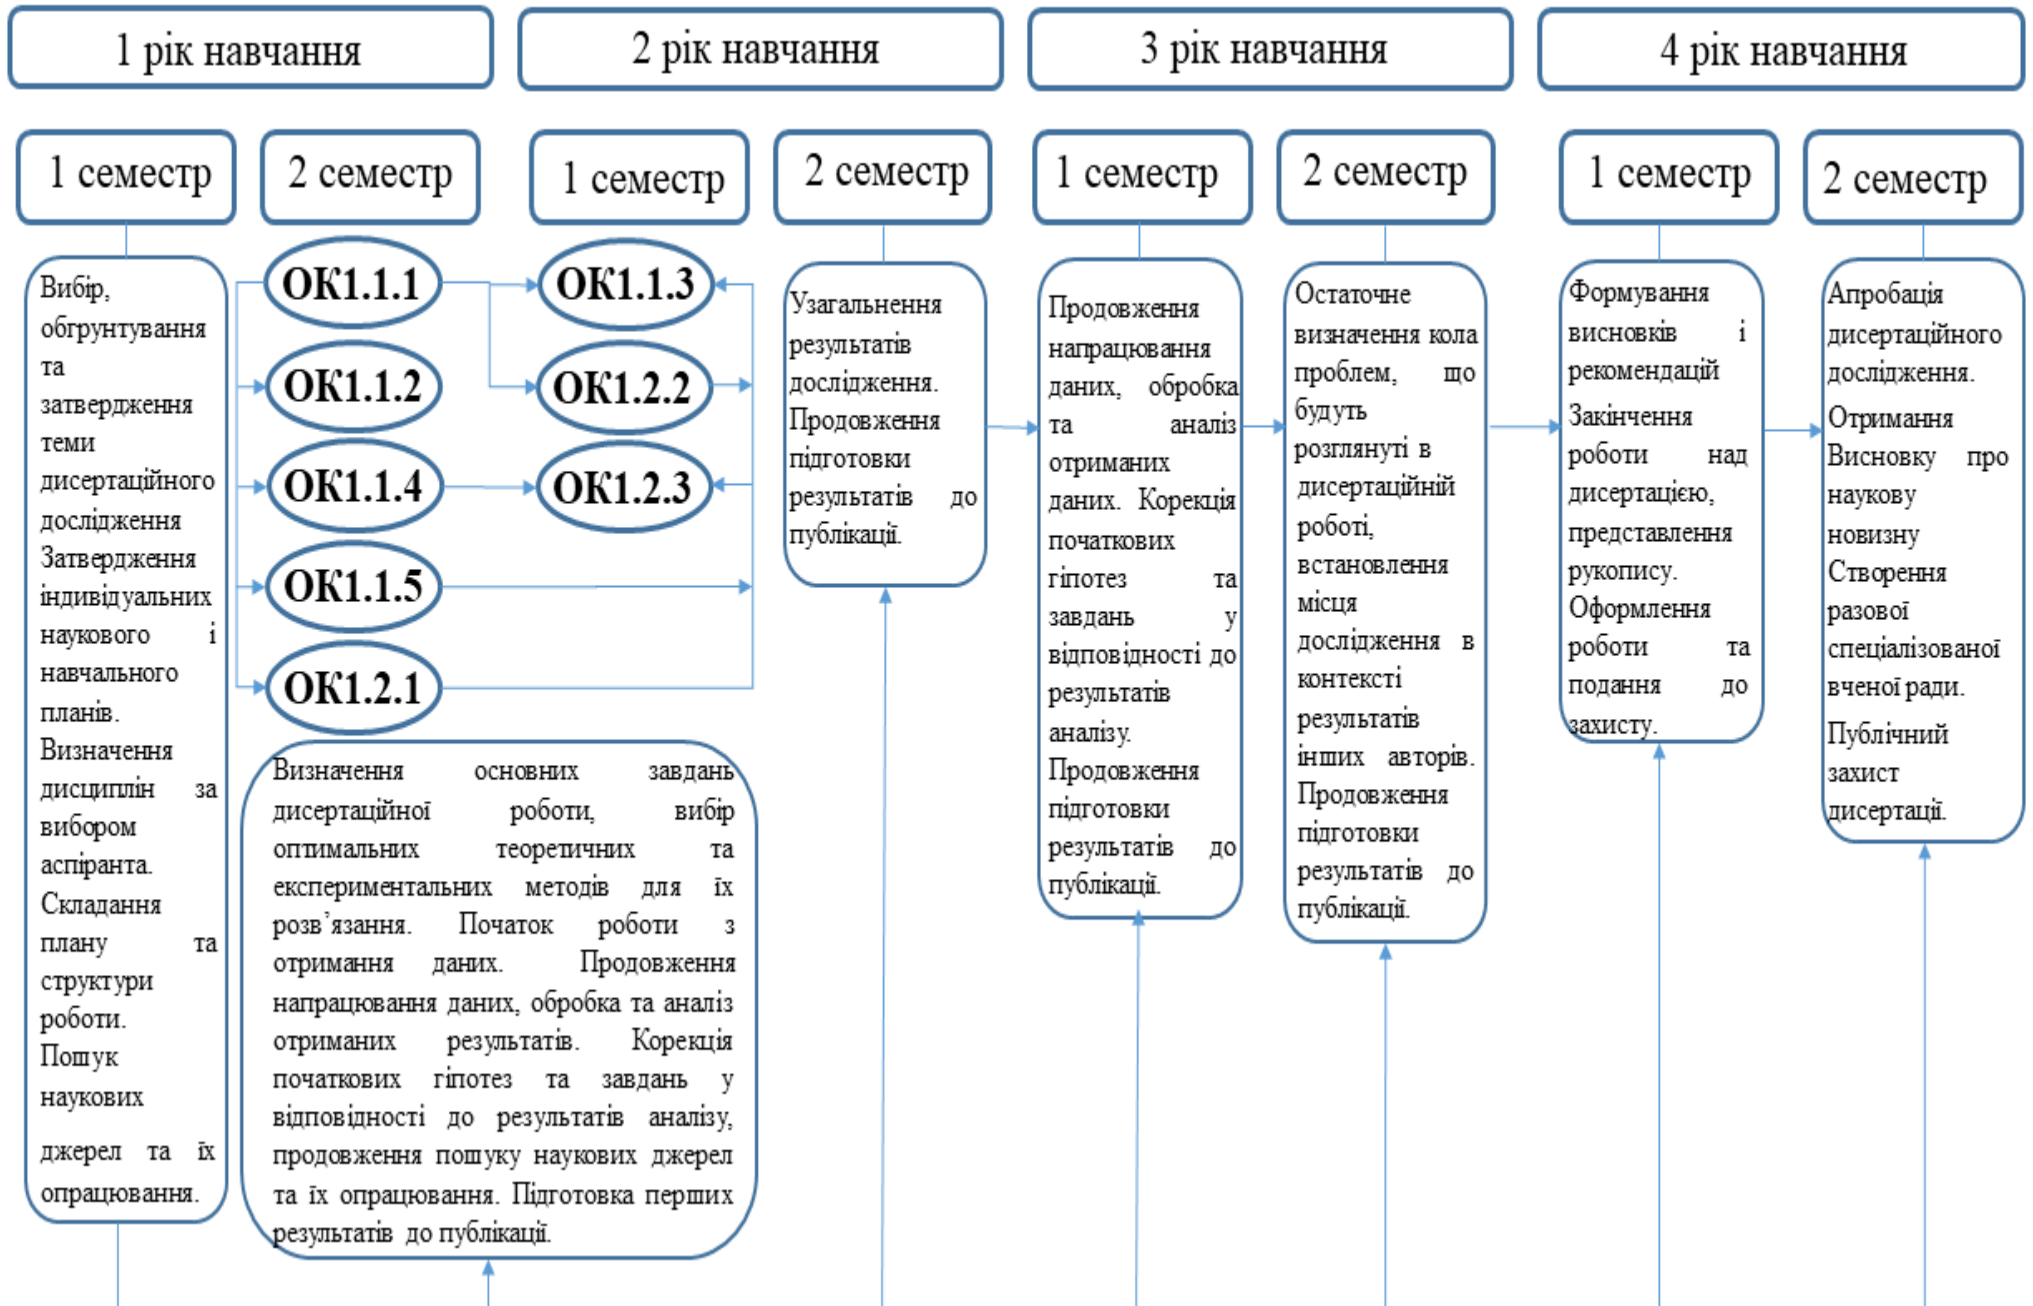 1 рік навчання
2 рік навчання
3 рік навчання
4 рік навчання
1 семестр
2 семестр
1 семестр
2 семестр
1 семестр
2 семестр
1 семестр
2 семестр
Вибір,
обгрунтування
та
затвердження
теми
дисертаційного
дослідження
Затвердження
індивідуальних
наукового і
навчального
планів.
Визначення
дисциплін за
вибором
аспіранта.
Складання
плану та
структури
роботи.
Пошук
наукових
джерел та їх
опрацювання.
ОК1.1.1
ОК1.1.2
ОК1.1.4
ОК1.1.5
ОК1.2.1
ОК1.1.3
ОК1.2.2
ОК1.2.3
Визначення основних завдань
дисертаційної роботи, вибір
оптимальних теоретичних та
експериментальних методів для їх
розв’язання. Початок роботи з
отримання даних. Продовження
напрацювання даних, обробка та аналіз
отриманих результатів. Корекція
початкових гіпотез та завдань у
відповідності до результатів аналізу,
продовження пошуку наукових джерел
та їх опрацювання. Підготовка перших
результатів до публікації.
Узагальнення
результатів
дослідження.
Продовження
підготовки
результатів до
публікації.
Продовження
напрацювання
даних, обробка
та аналіз
отриманих
даних. Корекція
початкових
гіпотез та
завдань у
відповідності до
результатів
аналізу.
Продовження
підготовки
результатів до
публікації.
Остаточне
визначення кола
проблем, що
будуть
розглянуті в
дисертаційній
роботі,
встановлення
місця
дослідження в
контексті
результатів
інших авторів.
Продовження
підготовки
результатів до
публікації.
Формування
висновків і
рекомендацій
Закінчення
роботи над
дисертацією,
представлення
рукопису.
Оформлення
роботи та
подання до
захисту.
Апробація
дисертаційного
дослідження.
Отримання
Висновку про
наукову
новизну
Створення
разової
спеціалізованої
вченої ради.
Публічний
захист
дисертації.